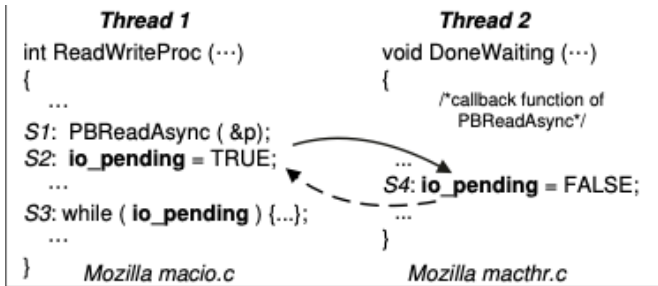 Thread 1
int ReadWriteProc (···)
{
...
S1: PBReadAsync ( &p);
S2: io_pending = TRUE;
...
S3: while ( io_pending ) {...};
...
}
Mozilla macio.c
Thread 2
void DoneWaiting (···)
{
/*callback function of
PBReadAsync*/
...
S4: io_pending = FALSE;
...
}
Mozilla macthr.c